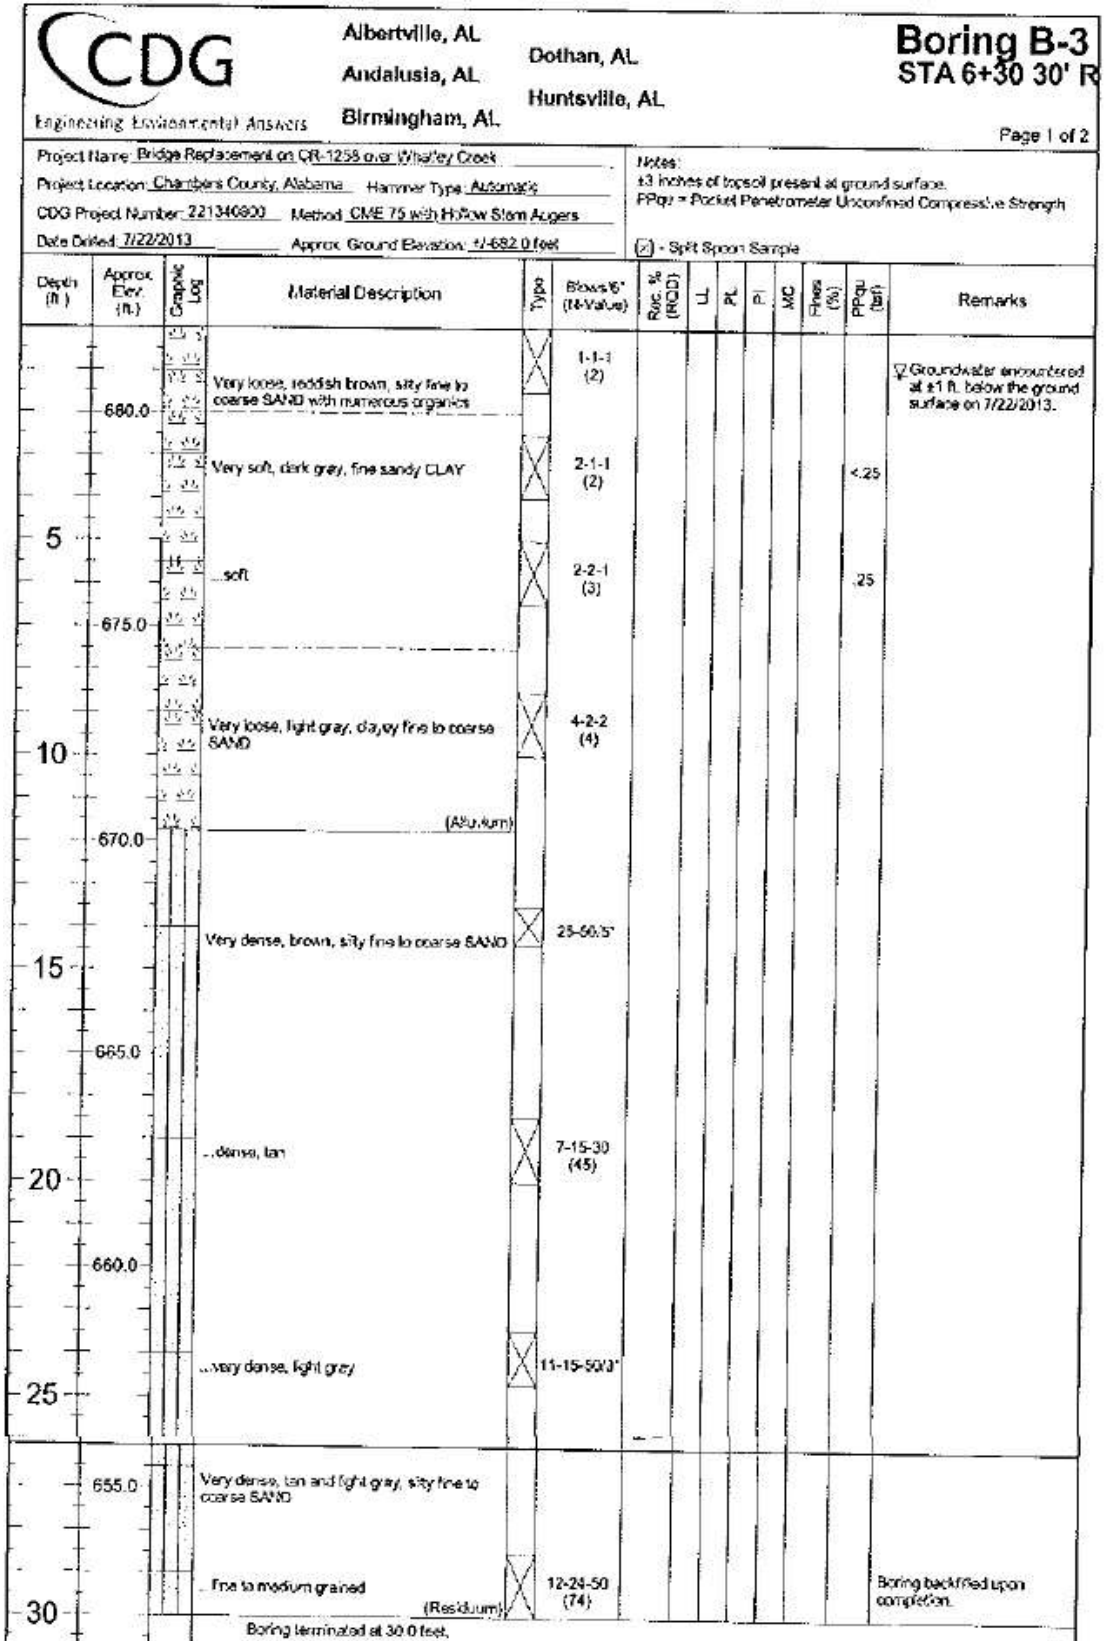 CDG
Engineering Environmental Answers
Albertville, AL
Andalusia, AL
Birmingham, AL
Dothan, AL
Huntsville, AL
Boring B-3
STA 6+30 30' R
Page 1 of 2
Project Name: Bridge Replacement on CR-1258 over Whatley Creek
Project Location: Chambers County, Alabama Hammer Type: Automatic
CDG Project Number: 221340800 Method: CME 75 with Hollow Stem Augers
Date Drilled: 7/22/2013 Approx. Ground Elevation: +/-682.0 feet
Notes:
±3 inches of topsoil present at ground surface.
PPqu = Pocket Penetrometer Unconfined Compressive Strength
- Split Spoon Sample
Depth (ft.)
Approx. Elev. (ft.)
Graphic Log
Material Description
Type
Blows/6" (N-Value)
Rec. % (RQD)
LL
PL
PI
MC
Fines (%)
PPqu (tsf)
Remarks
1-1-1
(2)
Groundwater encountered
at ±1 ft. below the ground
surface on 7/22/2013.
Very loose, reddish brown, silty fine to
coarse SAND with numerous organics
680.0
Very soft, dark gray, fine sandy CLAY
2-1-1
(2)
<.25
5
...soft
2-2-1
(3)
.25
675.0
Very loose, light gray, clayey fine to coarse
SAND
4-2-2
(4)
10
(Alluvium)
670.0
Very dense, brown, silty fine to coarse SAND
15
665.0
...dense, tan
7-15-30
(45)
20
660.0
...very dense, light gray
11-15-50/3"
25
655.0
Very dense, tan and light gray, silty fine to
coarse SAND
...fine to medium grained
12-24-50
(74)
Boring backfilled upon
completion.
(Residuum)
30
Boring terminated at 30.0 feet.